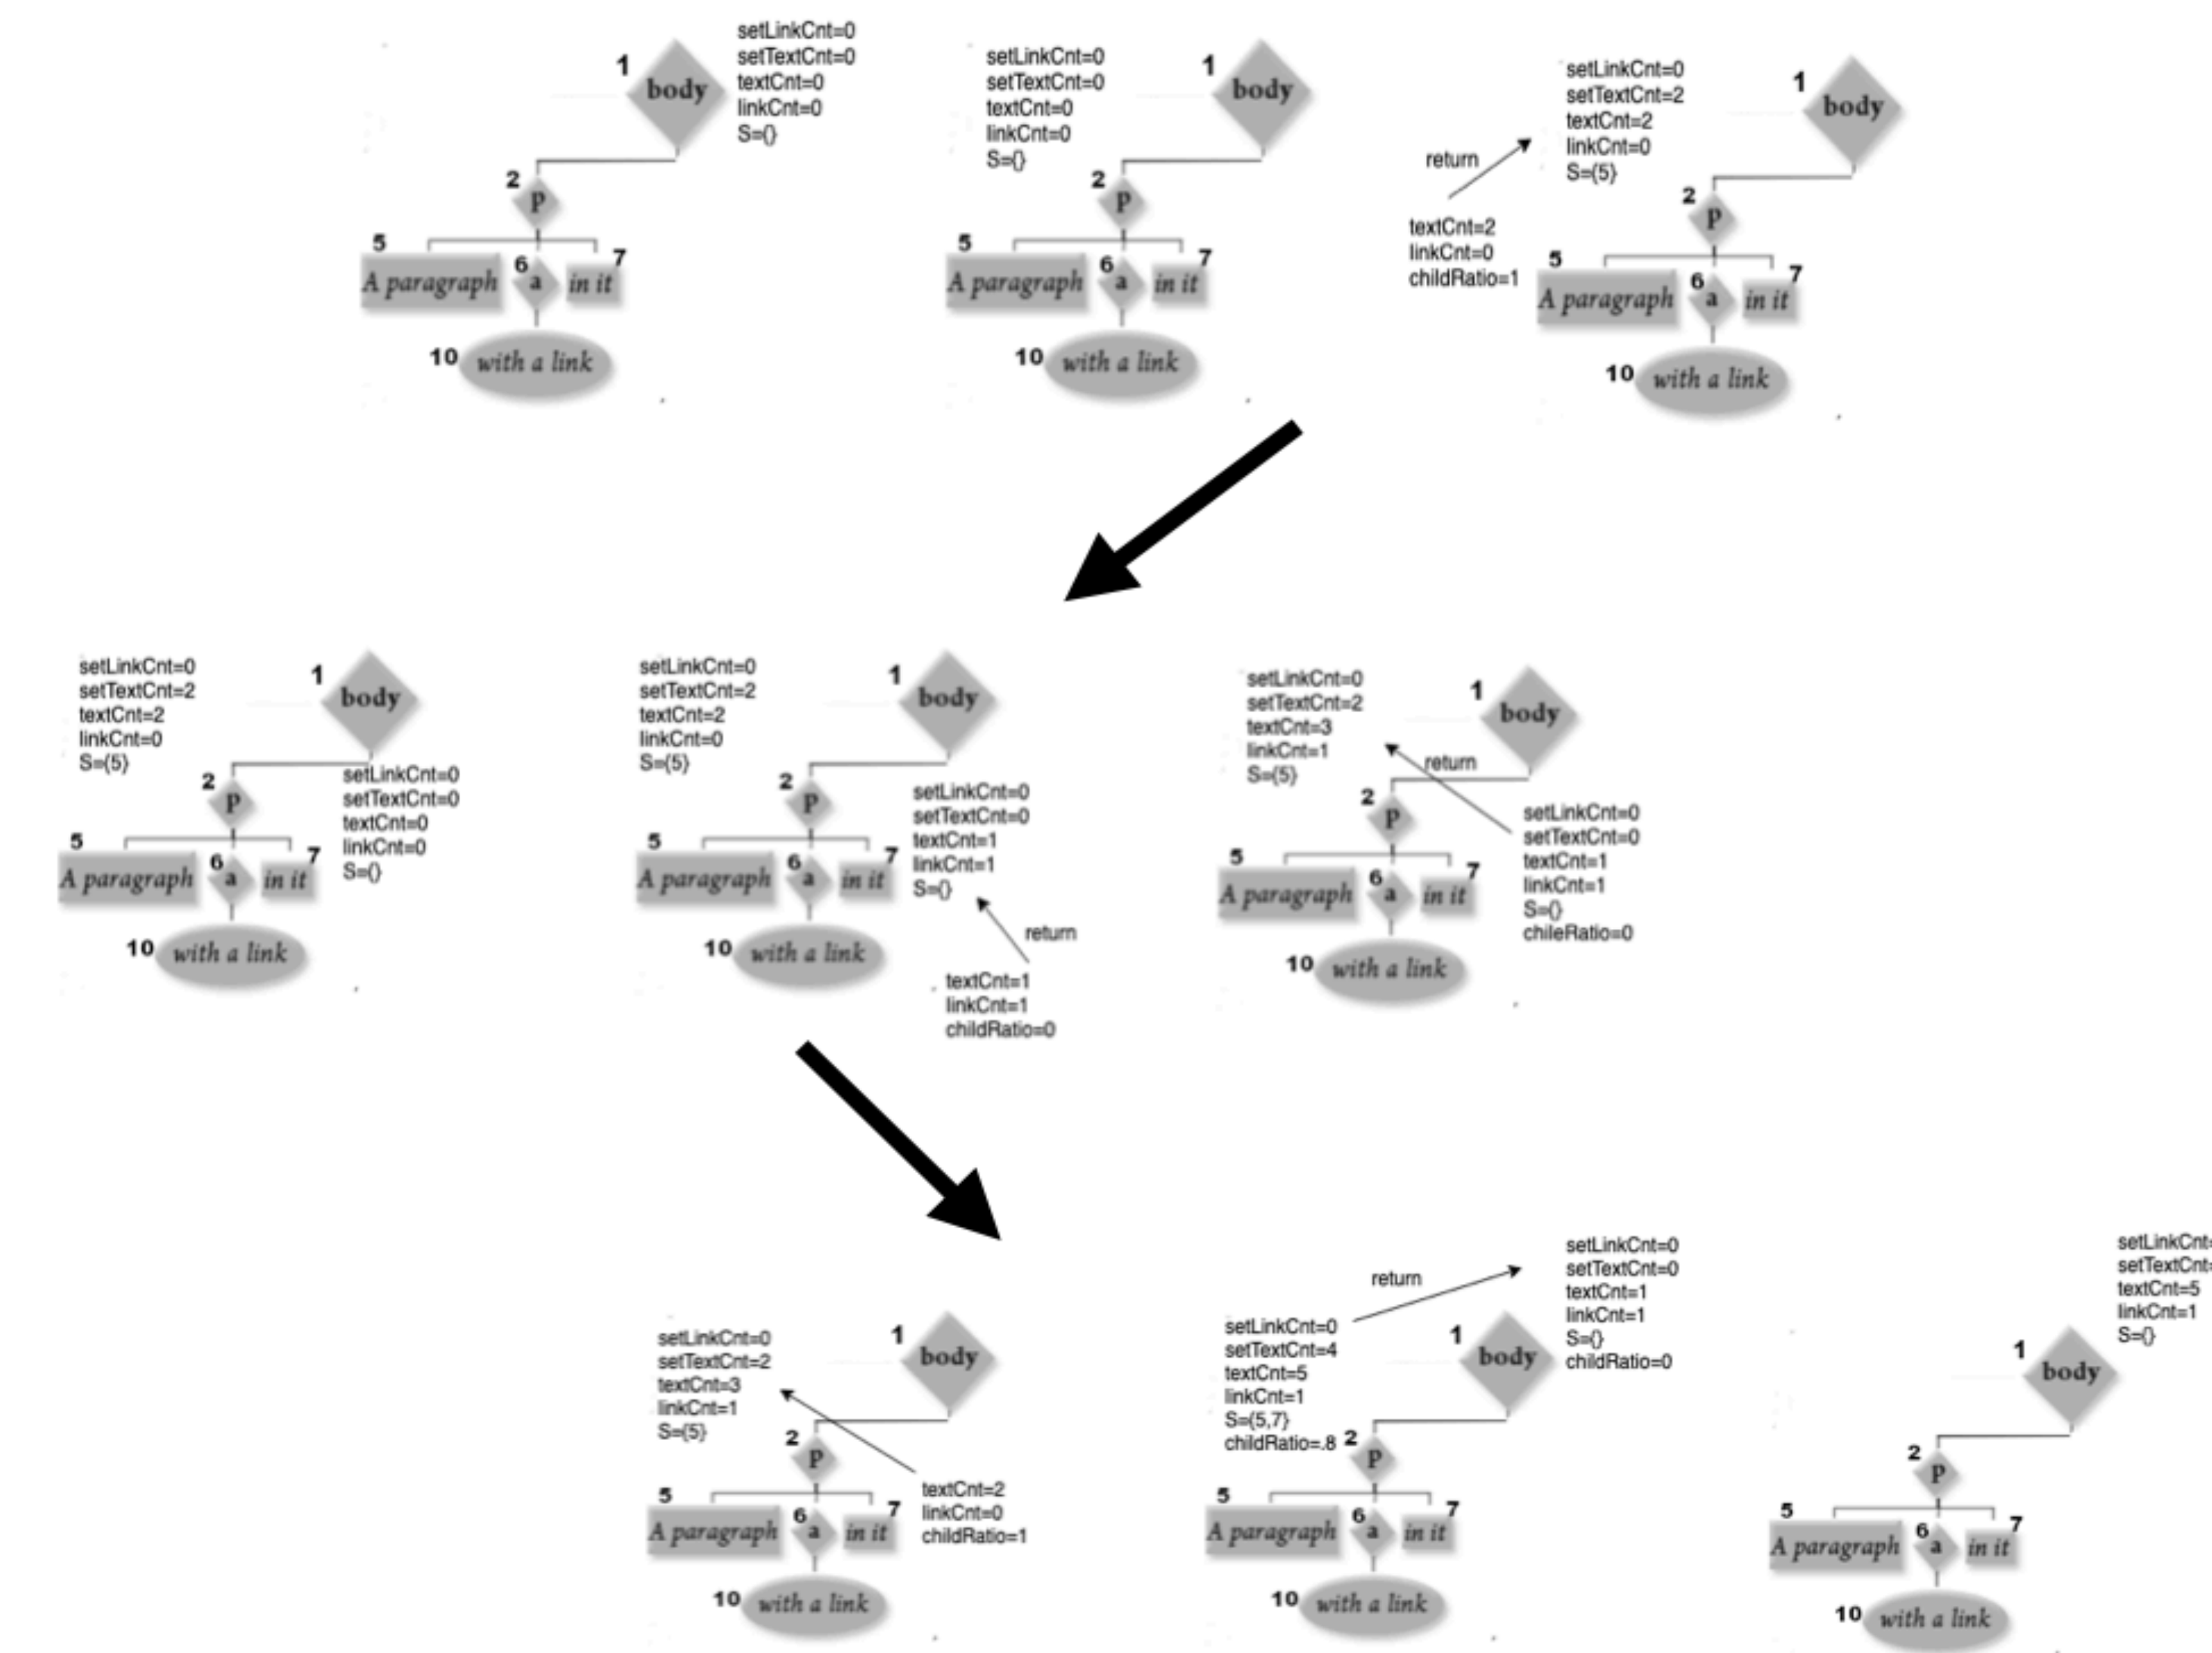 setLinkCnt=0
setTextCnt=0
textCnt=0
linkCnt=0
S={}
1
body
2
p
5
A paragraph
6
a
7
in it
10
with a link
setLinkCnt=0
setTextCnt=0
textCnt=0
linkCnt=0
S={}
1
body
2
p
5
A paragraph
6
a
7
in it
10
with a link
setLinkCnt=0
setTextCnt=2
textCnt=2
linkCnt=0
S={5}
return
textCnt=2
linkCnt=0
childRatio=1
1
body
2
p
5
A paragraph
6
a
7
in it
10
with a link
setLinkCnt=0
setTextCnt=2
textCnt=2
linkCnt=0
S={5}
1
body
setLinkCnt=0
setTextCnt=0
textCnt=0
linkCnt=0
S={}
2
p
5
A paragraph
6
a
7
in it
10
with a link
setLinkCnt=0
setTextCnt=2
textCnt=2
linkCnt=0
S={5}
1
body
2
p
setLinkCnt=0
setTextCnt=0
textCnt=1
linkCnt=1
S={}
return
textCnt=1
linkCnt=1
childRatio=0
5
A paragraph
6
a
7
in it
10
with a link
setLinkCnt=0
setTextCnt=2
textCnt=3
linkCnt=1
S={5}
return
1
body
2
p
setLinkCnt=0
setTextCnt=0
textCnt=1
linkCnt=1
S={}
chileRatio=0
5
A paragraph
6
a
7
in it
10
with a link
setLinkCnt=0
setTextCnt=2
textCnt=3
linkCnt=1
S={5}
1
body
2
p
textCnt=2
linkCnt=0
childRatio=1
5
A paragraph
6
a
7
in it
10
with a link
setLinkCnt=0
setTextCnt=4
textCnt=5
linkCnt=1
S={5,7}
childRatio=.8
return
setLinkCnt=0
setTextCnt=0
textCnt=1
linkCnt=1
S={}
childRatio=0
1
body
2
p
5
A paragraph
6
a
7
in it
10
with a link
setLinkCnt=
setTextCnt=
textCnt=5
linkCnt=1
S={}
1
body
2
p
5
A paragraph
6
a
7
in it
10
with a link